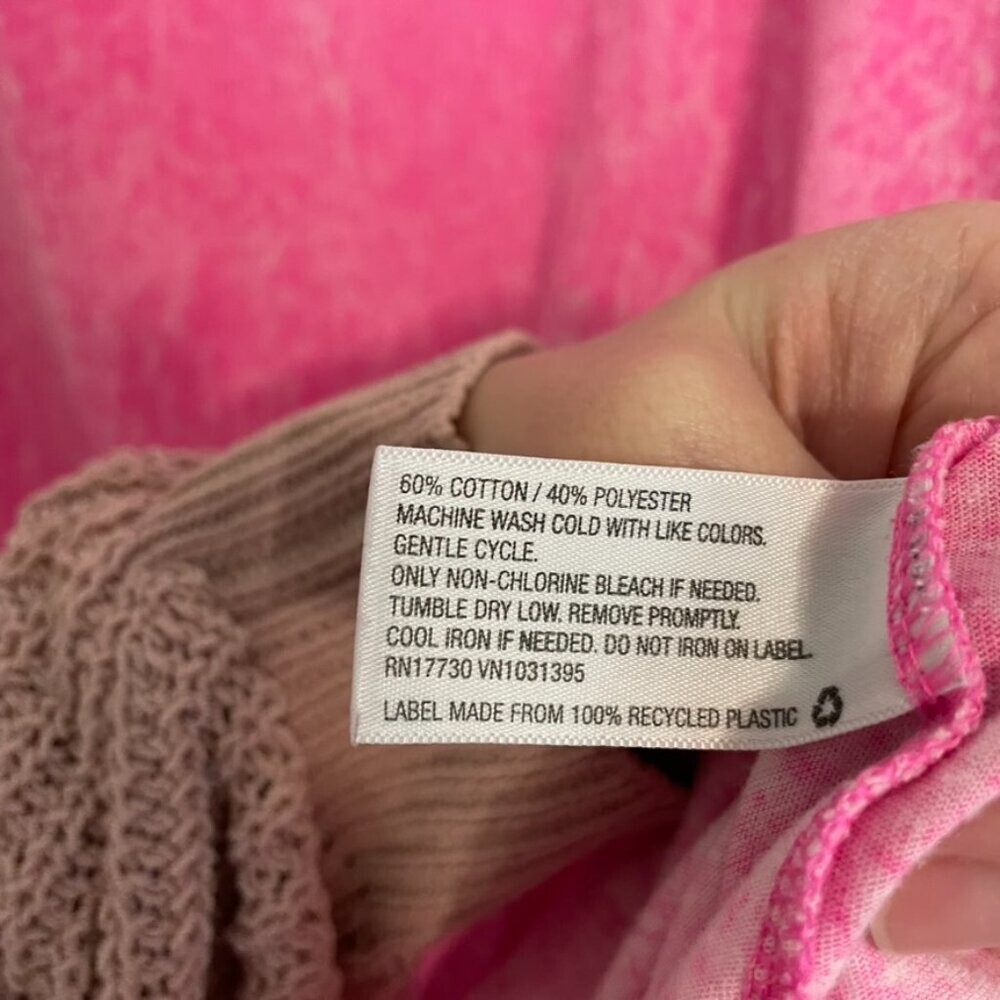 60% COTTON / 40% POLYESTER
MACHINE WASH COLD WITH LIKE COLORS.
GENTLE CYCLE.
ONLY NON-CHLORINE BLEACH IF NEEDED.
TUMBLE DRY LOW. REMOVE PROMPTLY.
COOL IRON IF NEEDED. DO NOT IRON ON LABEL.
RN17730 VN1031395
LABEL MADE FROM 100% RECYCLED PLASTIC